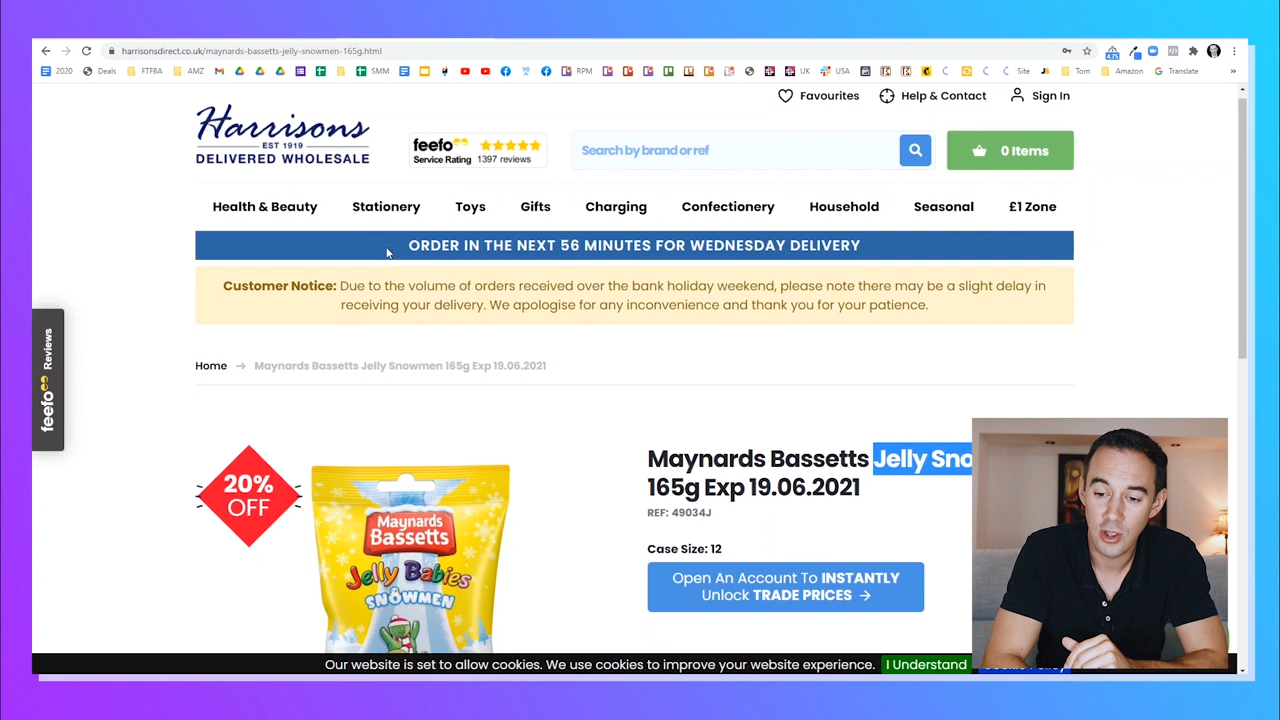 harrisonsdirect.co.uk/maynards-bassetts-jelly-snowmen-165g.html
2020 Deals FTFBA AMZ SMM RPM UK USA Site Tom Amazon Translate »
Favourites Help & Contact Sign In
Harrisons
EST 1919
DELIVERED WHOLESALE
feefo
Service Rating 1397 reviews
Search by brand or ref
0 Items
Health & Beauty Stationery Toys Gifts Charging Confectionery Household Seasonal £1 Zone
ORDER IN THE NEXT 56 MINUTES FOR WEDNESDAY DELIVERY
Customer Notice: Due to the volume of orders received over the bank holiday weekend, please note there may be a slight delay in
receiving your delivery. We apologise for any inconvenience and thank you for your patience.
feefo Reviews
Home → Maynards Bassetts Jelly Snowmen 165g Exp 19.06.2021
20%
OFF
Maynards
Bassetts
Jelly Babies
SNOWMEN
Maynards Bassetts Jelly Sno
165g Exp 19.06.2021
REF: 49034J
Case Size: 12
Open An Account To INSTANTLY
Unlock TRADE PRICES →
Our website is set to allow cookies. We use cookies to improve your website experience. I Understand